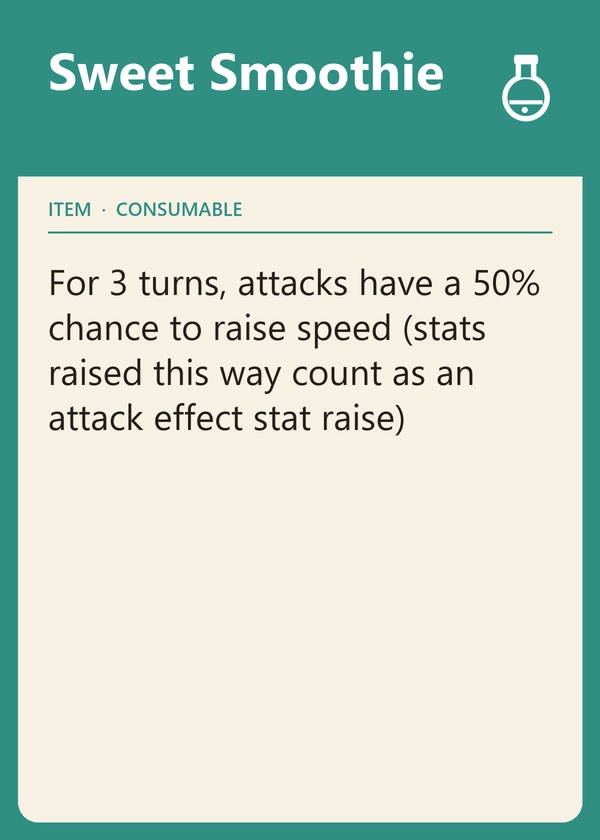 Sweet Smoothie
ITEM · CONSUMABLE
For 3 turns, attacks have a 50%
chance to raise speed (stats
raised this way count as an
attack effect stat raise)